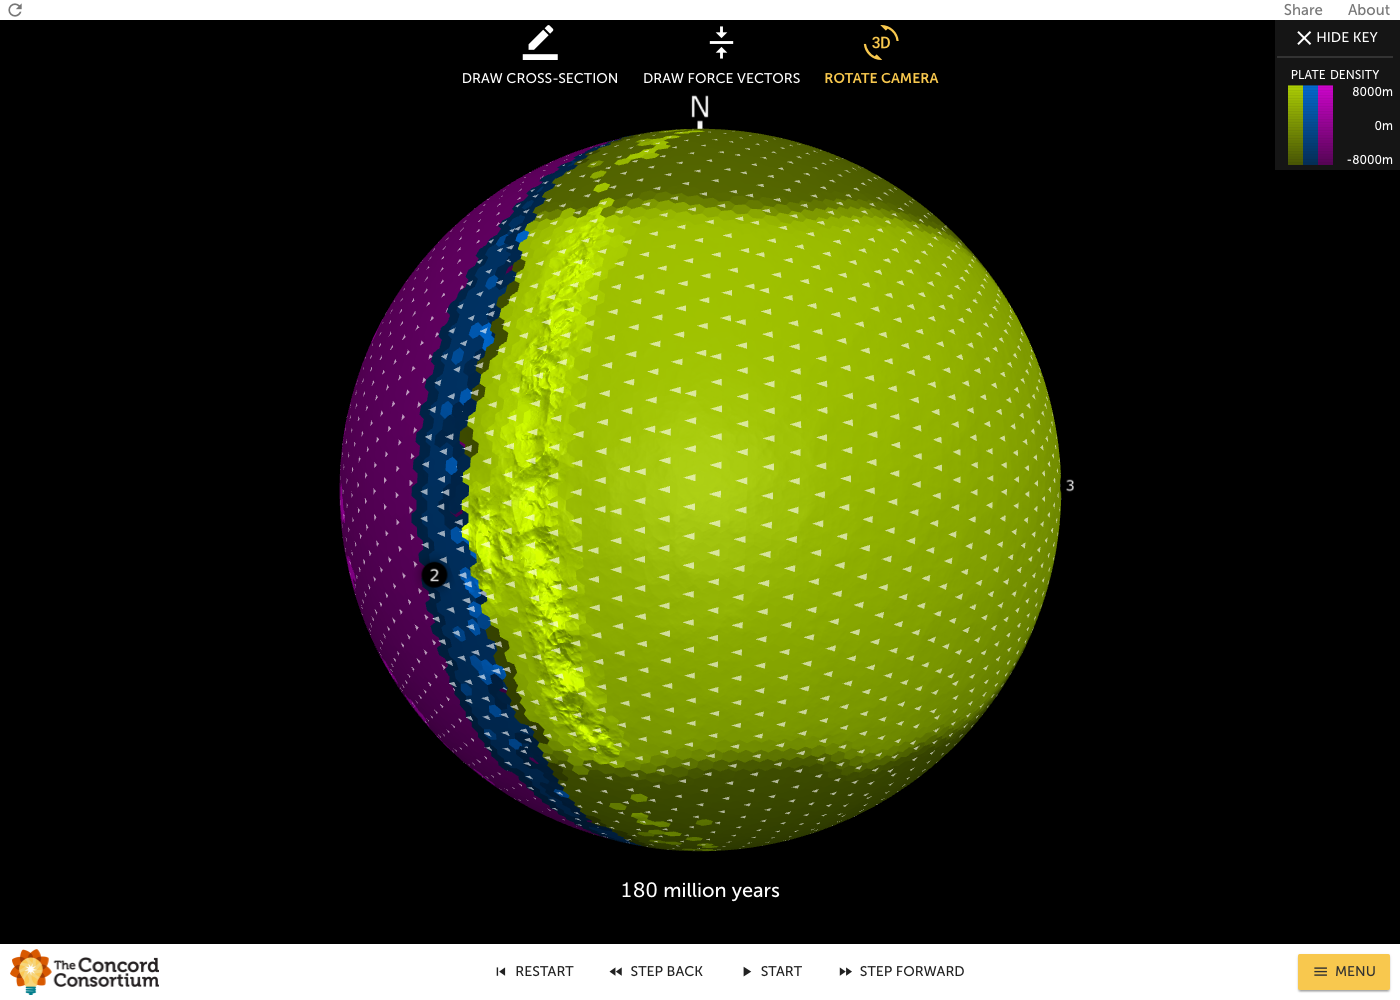 Share About
HIDE KEY
DRAW CROSS-SECTION DRAW FORCE VECTORS 3D ROTATE CAMERA
PLATE DENSITY
8000m
0m
-8000m
N
3
2
180 million years
The Concord
Consortium
RESTART STEP BACK START STEP FORWARD
MENU